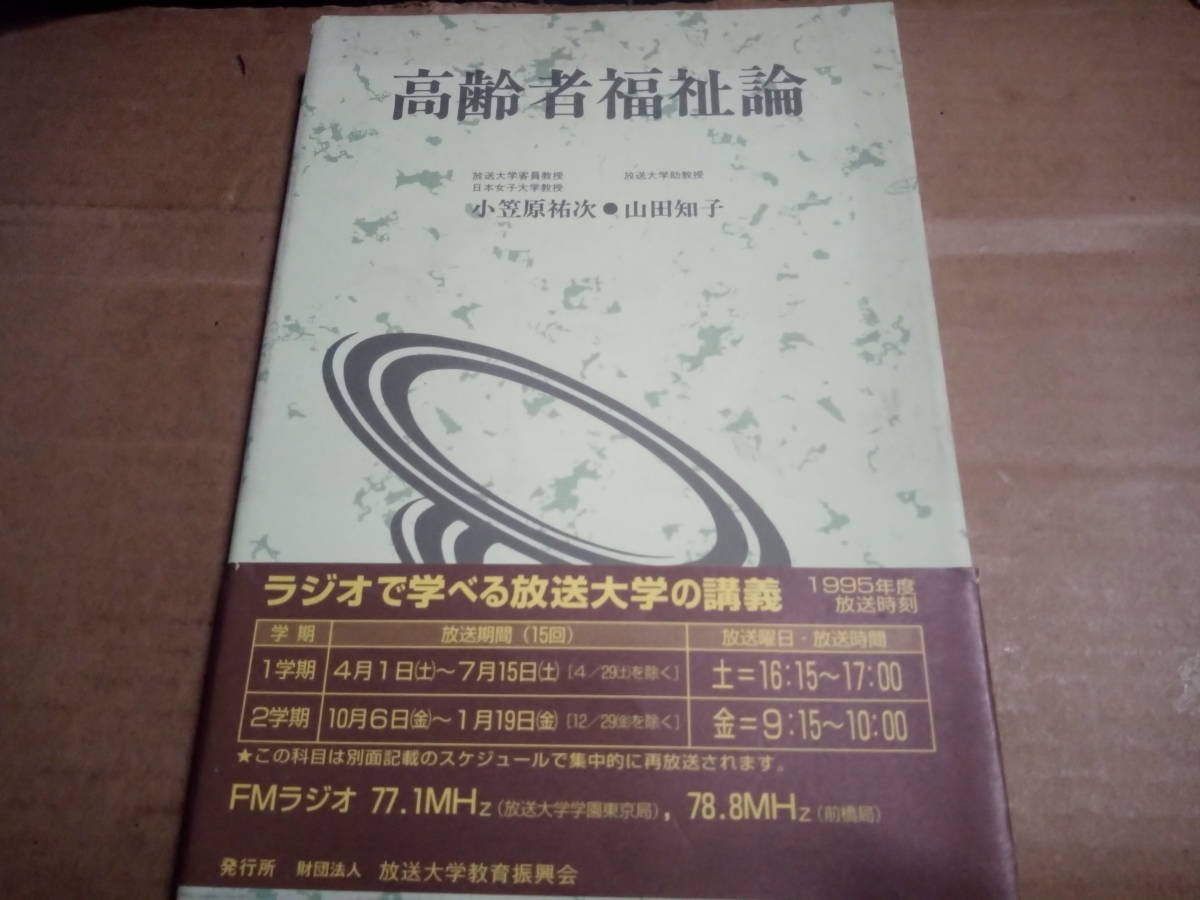 高齢者福祉論
放送大学客員教授 放送大学助教授
日本女子大学教授
小笠原祐次●山田知子
ラジオで学べる放送大学の講義 1995年度
放送時刻
学期 放送期間(15回) 放送曜日・放送時間
1学期 4月1日㈯～7月15日㈯[4/29㈯を除く] 土=16:15～17:00
2学期 10月6日㈮～1月19日㈮[12/29㈮を除く] 金=9:15～10:00
★この科目は別面記載のスケジュールで集中的に再放送されます。
FMラジオ 77.1MHz(放送大学学園東京局), 78.8MHz(前橋局)
発行所 財団法人 放送大学教育振興会